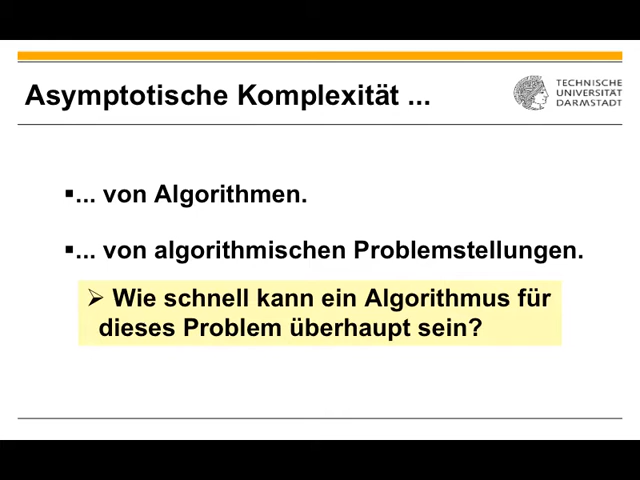 Asymptotische Komplexität ...
TECHNISCHE
UNIVERSITÄT
DARMSTADT
▪... von Algorithmen.
▪... von algorithmischen Problemstellungen.
➢ Wie schnell kann ein Algorithmus für
dieses Problem überhaupt sein?